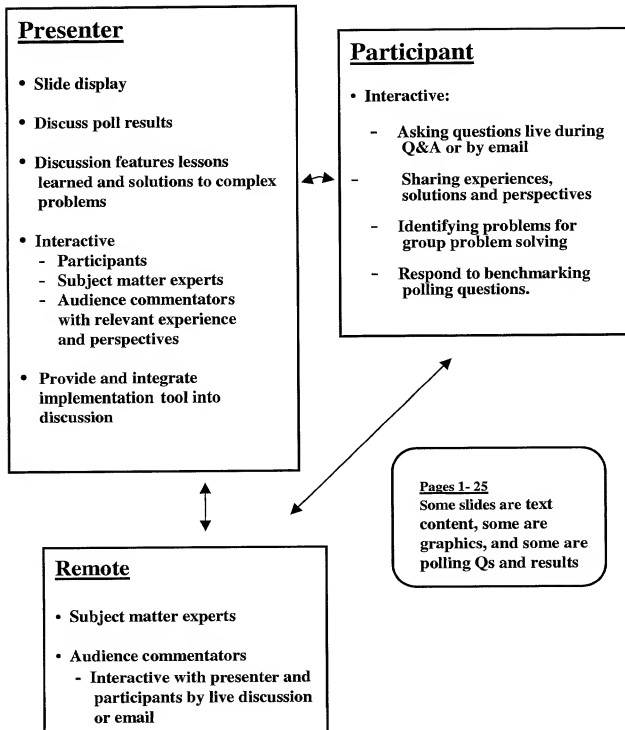 Presenter
• Slide display
• Discuss poll results
• Discussion features lessons
learned and solutions to complex
problems
• Interactive
- Participants
- Subject matter experts
- Audience commentators
with relevant experience
and perspectives
• Provide and integrate
implementation tool into
discussion
Participant
• Interactive:
- Asking questions live during
Q&A or by email
- Sharing experiences,
solutions and perspectives
- Identifying problems for
group problem solving
- Respond to benchmarking
polling questions.
Pages 1- 25
Some slides are text
content, some are
graphics, and some are
polling Qs and results
Remote
• Subject matter experts
• Audience commentators
- Interactive with presenter and
participants by live discussion
or email